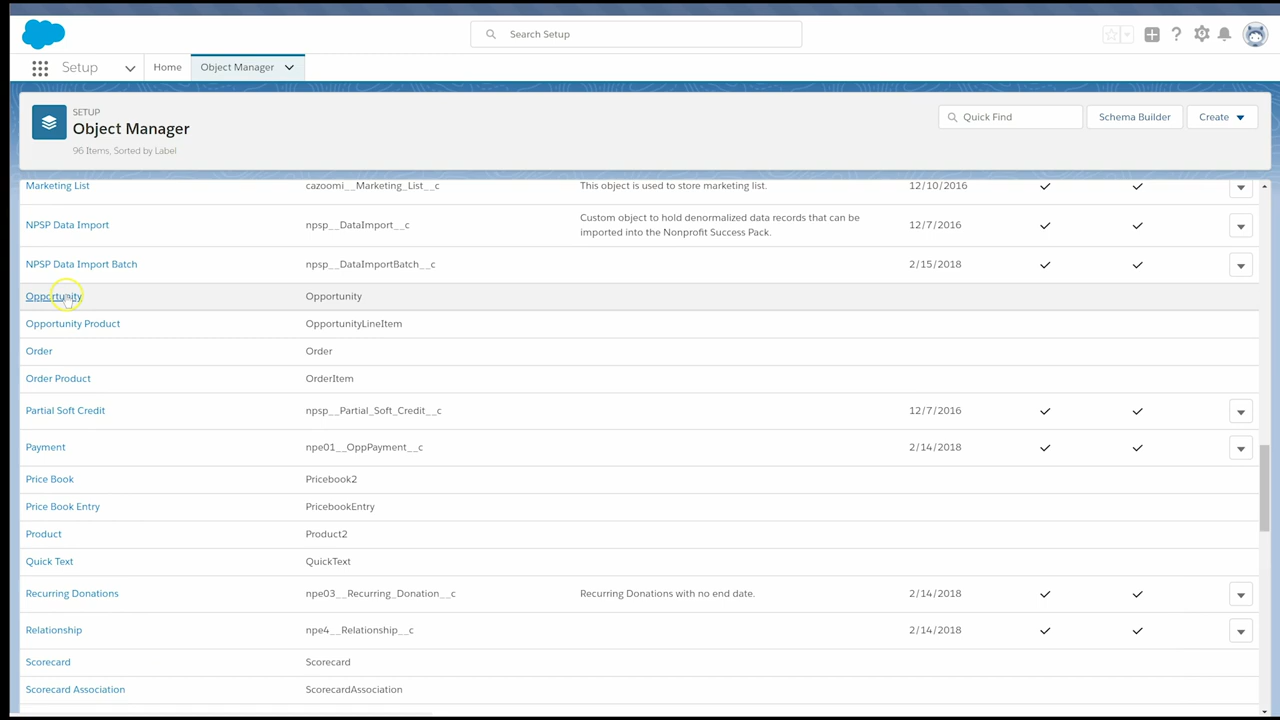 Search Setup
Setup
Home
Object Manager
SETUP
Object Manager
96 Items, Sorted by Label
Quick Find
Schema Builder
Create
Marketing List cazoomi__Marketing_List__c This object is used to store marketing list. 12/10/2016
NPSP Data Import npsp__DataImport__c Custom object to hold denormalized data records that can be
imported into the Nonprofit Success Pack. 12/7/2016
NPSP Data Import Batch npsp__DataImportBatch__c 2/15/2018
Opportunity Opportunity
Opportunity Product OpportunityLineItem
Order Order
Order Product OrderItem
Partial Soft Credit npsp__Partial_Soft_Credit__c 12/7/2016
Payment npe01__OppPayment__c 2/14/2018
Price Book Pricebook2
Price Book Entry PricebookEntry
Product Product2
Quick Text QuickText
Recurring Donations npe03__Recurring_Donation__c Recurring Donations with no end date. 2/14/2018
Relationship npe4__Relationship__c 2/14/2018
Scorecard Scorecard
Scorecard Association ScorecardAssociation